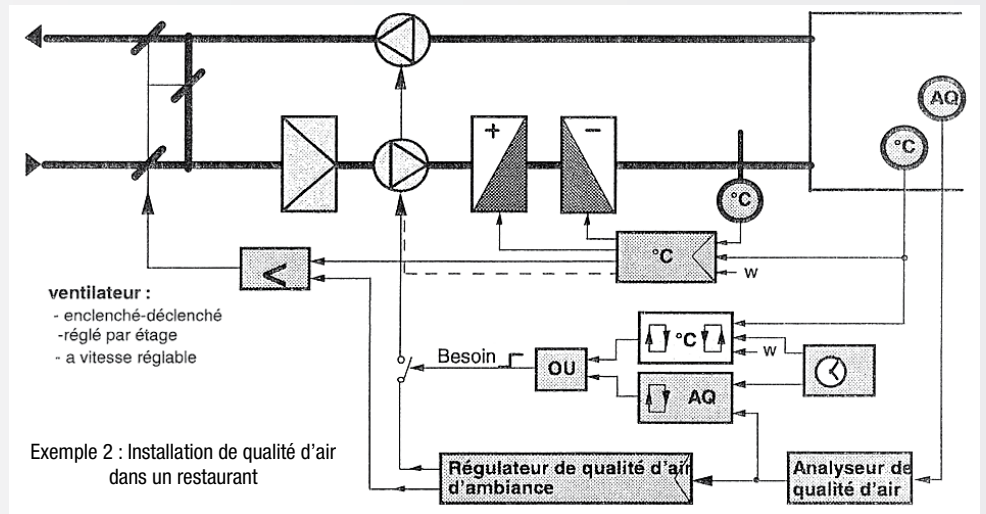 AQ
°C
+
−
°C
°C
w
<
ventilateur :
- enclenché-déclenché
-réglé par étage
- a vitesse réglable
°C
w
Besoin
OU
AQ
Exemple 2 : Installation de qualité d'air
dans un restaurant
Régulateur de qualité d'air
d'ambiance
Analyseur de
qualité d'air